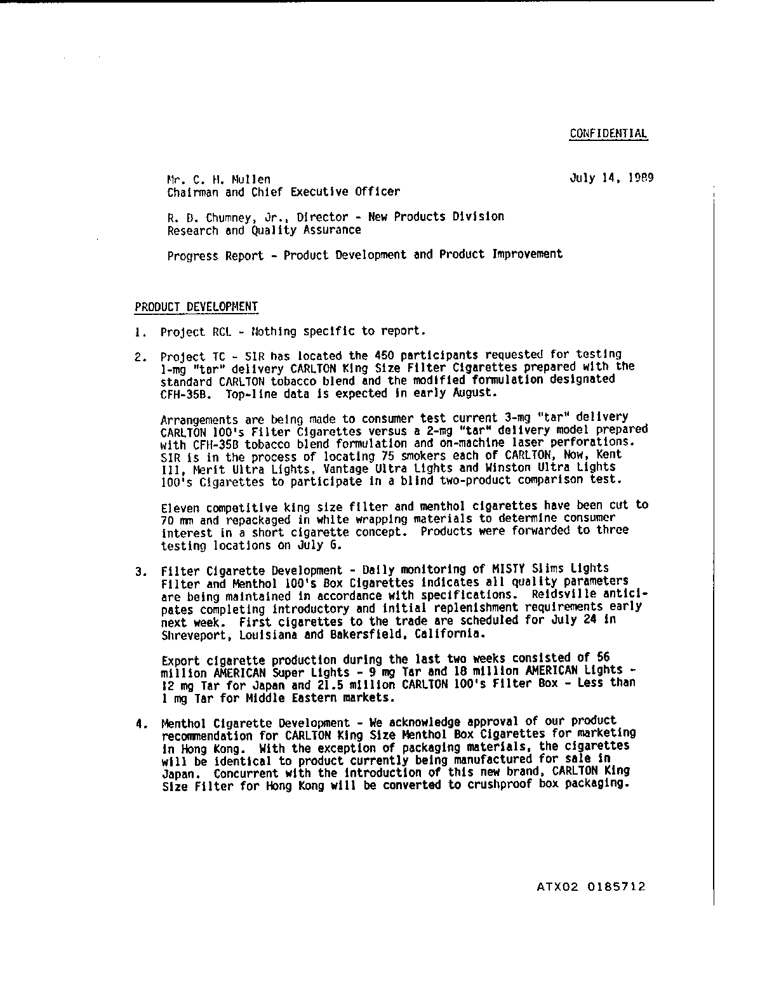 CONFIDENTIAL
Mr. C. H. Mullen
July 14, 1989
Chairman and Chief Executive Officer
R. D. Chumney, Jr., Director - New Products Division
Research and Quality Assurance
Progress Report - Product Development and Product Improvement
PRODUCT DEVELOPMENT
1. Project RCL - Nothing specific to report.
2. Project TC - SIR has located the 450 participants requested for testing
1-mg "tar" delivery CARLTON King Size Filter Cigarettes prepared with the
standard CARLTON tobacco blend and the modified formulation designated
CFH-35B. Top-line data is expected in early August.
Arrangements are being made to consumer test current 3-mg "tar" delivery
CARLTON 100's Filter Cigarettes versus a 2-mg "tar" delivery model prepared
with CFH-35B tobacco blend formulation and on-machine laser perforations.
SIR is in the process of locating 75 smokers each of CARLTON, Now, Kent
III, Merit Ultra Lights, Vantage Ultra Lights and Winston Ultra Lights
100's Cigarettes to participate in a blind two-product comparison test.
Eleven competitive king size filter and menthol cigarettes have been cut to
70 mm and repackaged in white wrapping materials to determine consumer
interest in a short cigarette concept. Products were forwarded to three
testing locations on July 6.
3. Filter Cigarette Development - Daily monitoring of MISTY Slims Lights
Filter and Menthol 100's Box Cigarettes indicates all quality parameters
are being maintained in accordance with specifications. Reidsville antici-
pates completing introductory and initial replenishment requirements early
next week. First cigarettes to the trade are scheduled for July 24 in
Shreveport, Louisiana and Bakersfield, California.
Export cigarette production during the last two weeks consisted of 56
million AMERICAN Super Lights - 9 mg Tar and 18 million AMERICAN Lights -
12 mg Tar for Japan and 21.5 million CARLTON 100's Filter Box - Less than
1 mg Tar for Middle Eastern markets.
4. Menthol Cigarette Development - We acknowledge approval of our product
recommendation for CARLTON King Size Menthol Box Cigarettes for marketing
in Hong Kong. With the exception of packaging materials, the cigarettes
will be identical to product currently being manufactured for sale in
Japan. Concurrent with the introduction of this new brand, CARLTON King
Size Filter for Hong Kong will be converted to crushproof box packaging.
ATX02 0185712